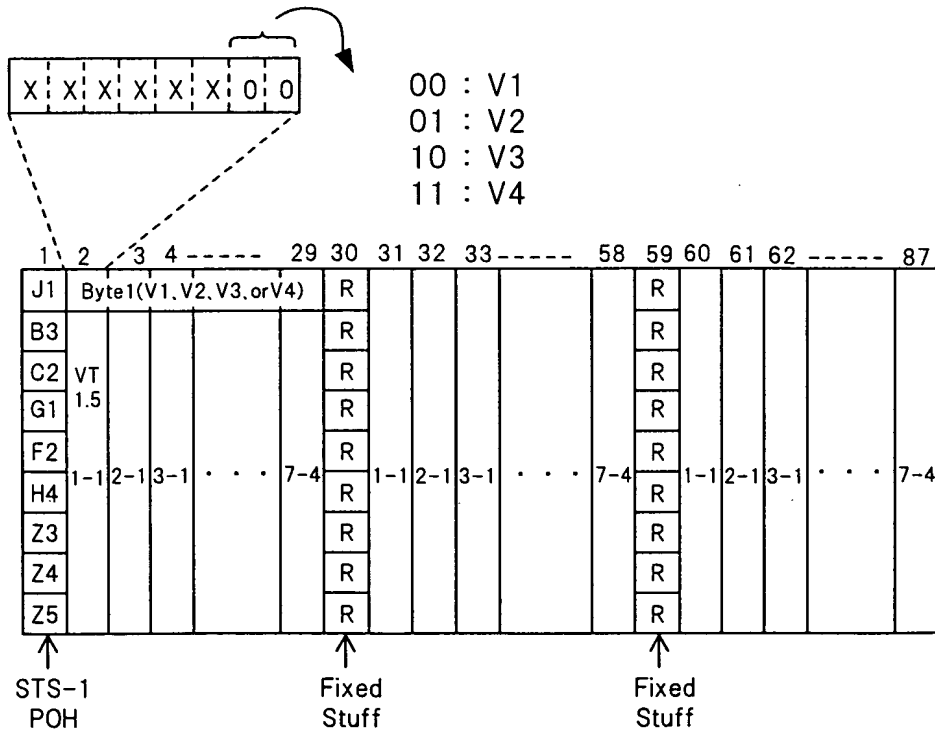 X X X X X X 0 0
00 : V1
01 : V2
10 : V3
11 : V4
1 2 3 4 ----- 29 30 31 32 33 ----- 58 59 60 61 62 ----- 87
J1 Byte1(V1、V2、V3、orV4) R R
B3 R R
C2 VT R R
G1 1.5 R R
F2 R R
1-1 2-1 3-1 · · · 7-4 1-1 2-1 3-1 · · · 7-4 1-1 2-1 3-1 · · · 7-4
H4 R R
Z3 R R
Z4 R R
Z5 R R
STS-1 Fixed Fixed
POH Stuff Stuff